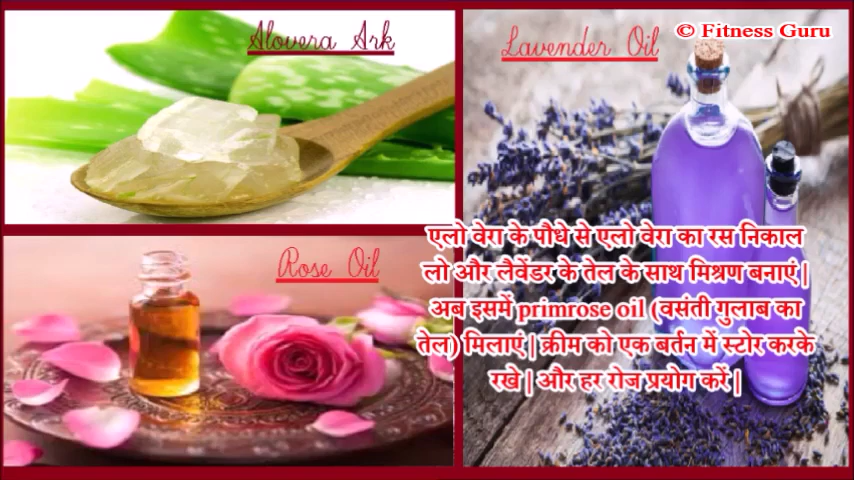 Alovera Ark
Lavender Oil
© Fitness Guru
Rose Oil
एलो वेरा के पौधे से एलो वेरा का रस निकाल
लो और लैवेंडर के तेल के साथ मिश्रण बनाएं |
अब इसमें primrose oil (वसंती गुलाब का
तेल) मिलाएं | क्रीम को एक बर्तन में स्टोर करके
रखे | और हर रोज प्रयोग करें |